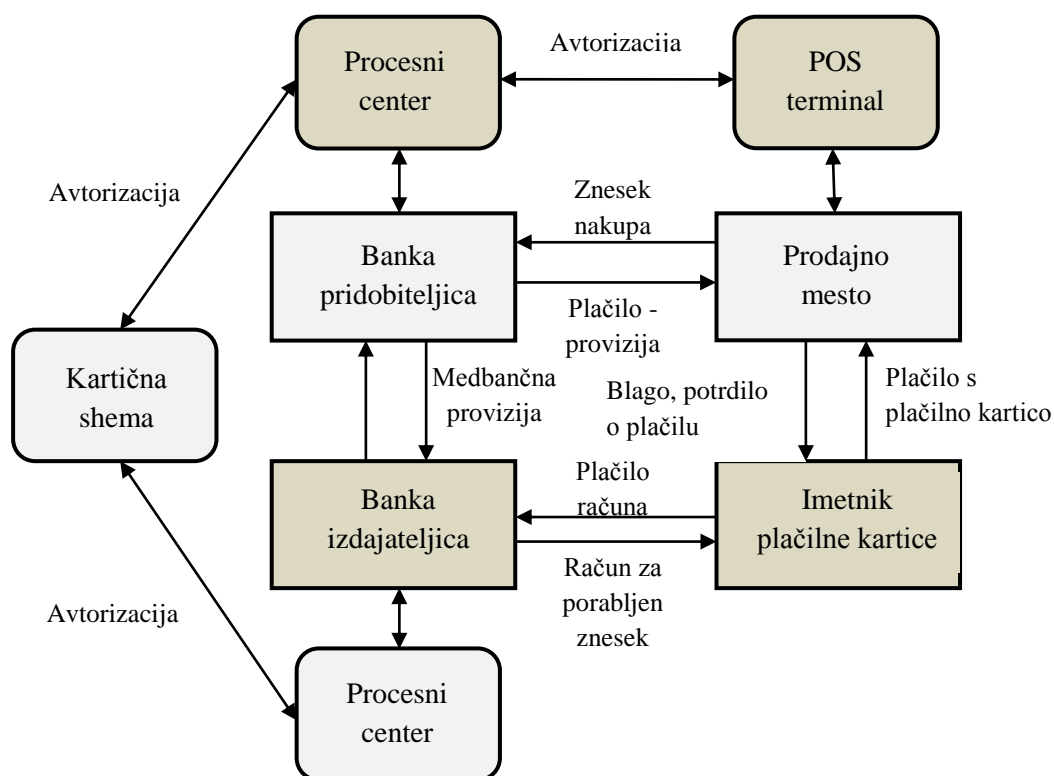 Procesni
center
Avtorizacija
POS
terminal
Avtorizacija
Znesek
nakupa
Banka
pridobiteljica
Prodajno
mesto
Plačilo -
provizija
Kartična
shema
Medbančna
provizija
Blago, potrdilo
o plačilu
Plačilo s
plačilno kartico
Banka
izdajateljica
Plačilo
računa
Imetnik
plačilne kartice
Račun za
porabljen
znesek
Avtorizacija
Procesni
center